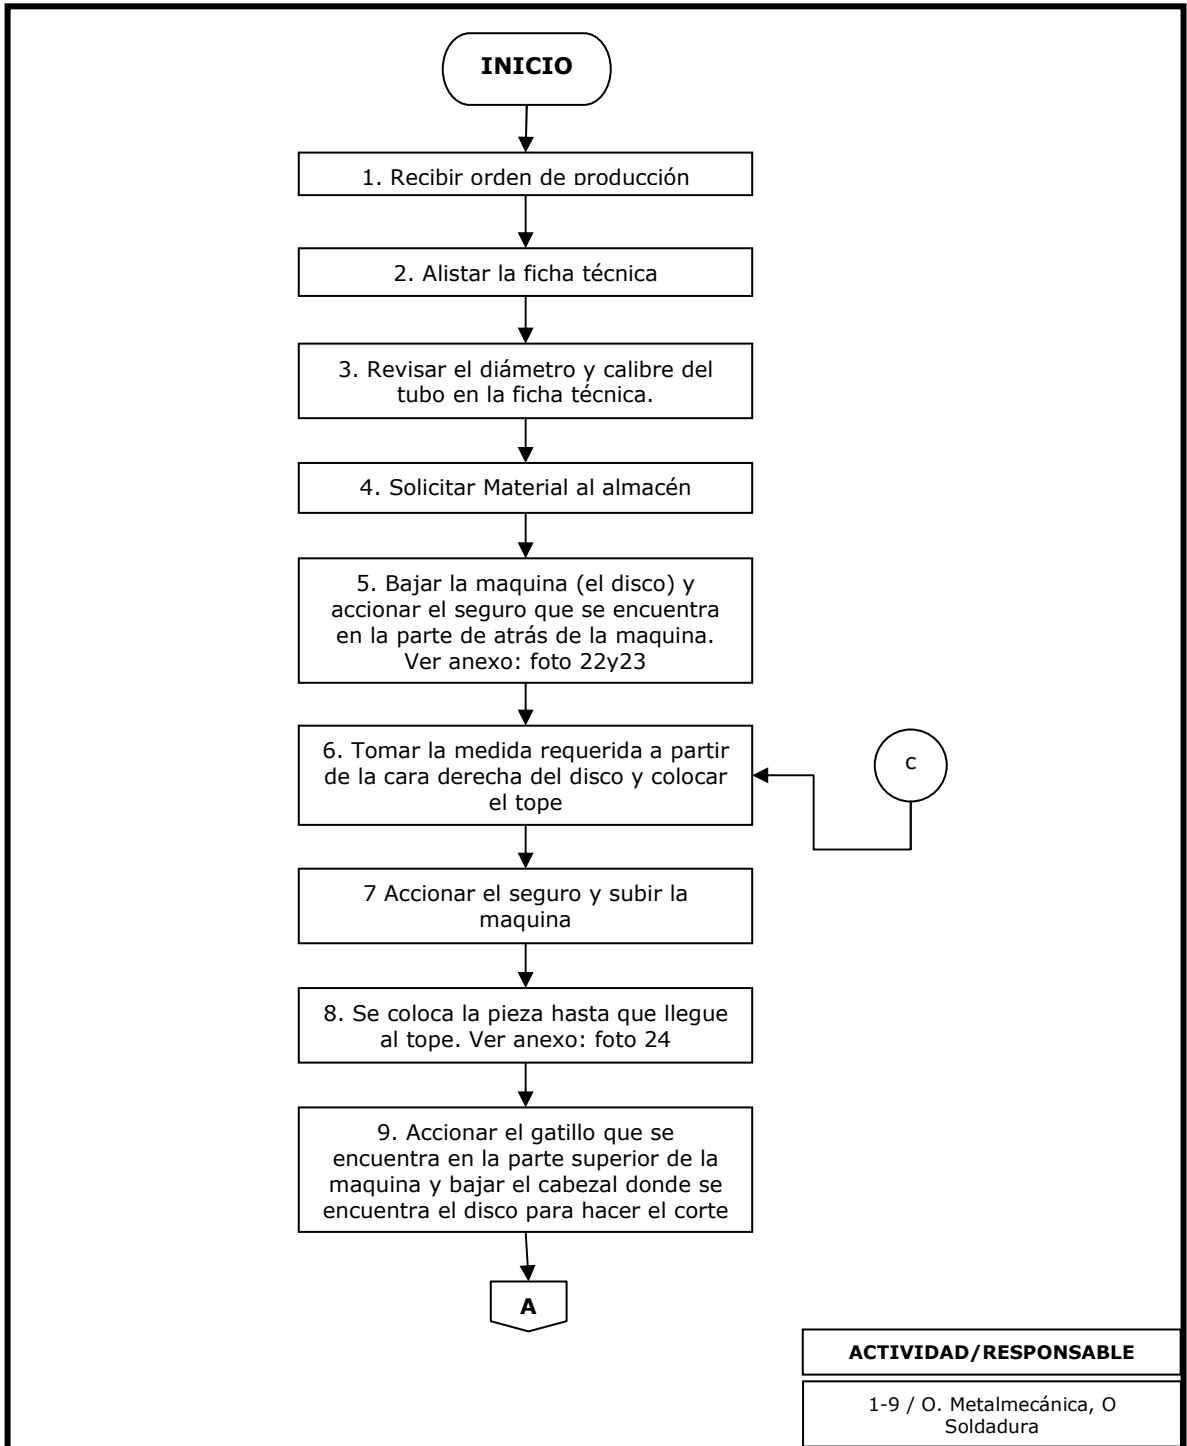 INICIO
1. Recibir orden de producción
2. Alistar la ficha técnica
3. Revisar el diámetro y calibre del
tubo en la ficha técnica.
4. Solicitar Material al almacén
5. Bajar la maquina (el disco) y
accionar el seguro que se encuentra
en la parte de atrás de la maquina.
Ver anexo: foto 22y23
6. Tomar la medida requerida a partir
de la cara derecha del disco y colocar
el tope
c
7 Accionar el seguro y subir la
maquina
8. Se coloca la pieza hasta que llegue
al tope. Ver anexo: foto 24
9. Accionar el gatillo que se
encuentra en la parte superior de la
maquina y bajar el cabezal donde se
encuentra el disco para hacer el corte
A
ACTIVIDAD/RESPONSABLE
1-9 / O. Metalmecánica, O
Soldadura